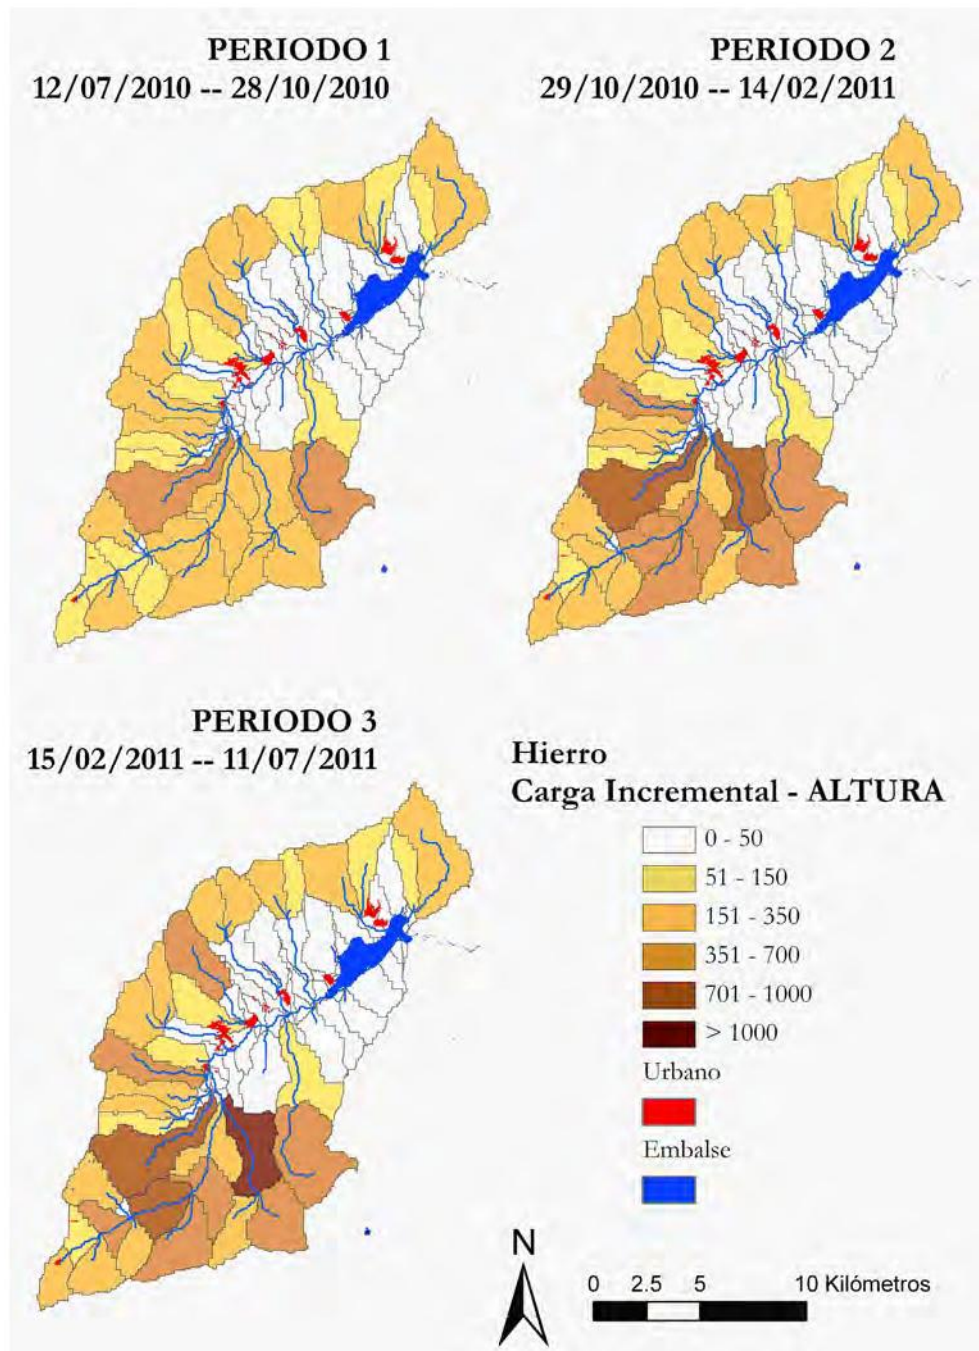 PERIODO 1
12/07/2010 -- 28/10/2010
PERIODO 2
29/10/2010 -- 14/02/2011
PERIODO 3
15/02/2011 -- 11/07/2011
Hierro
Carga Incremental - ALTURA
0 - 50
51 - 150
151 - 350
351 - 700
701 - 1000
> 1000
Urbano
Embalse
N
0 2.5 5 10 Kilómetros